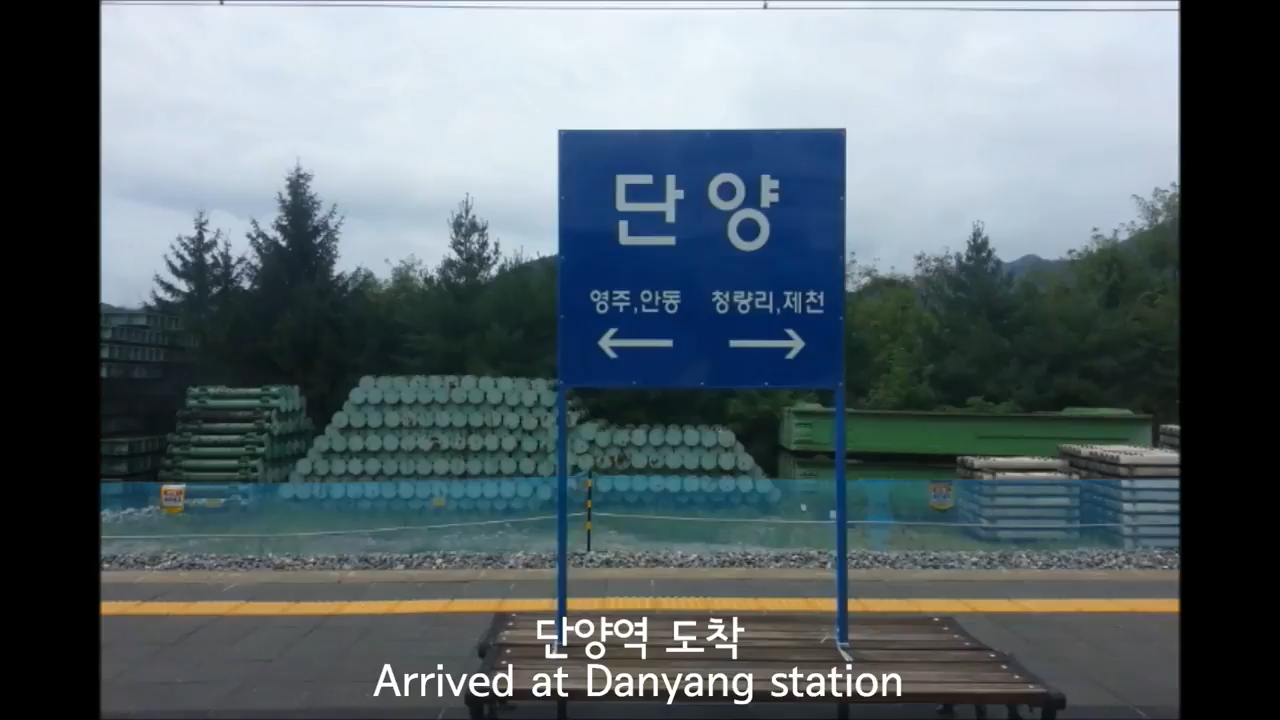 단양
영주,안동 청량리,제천
← →
단양역 도착
Arrived at Danyang station